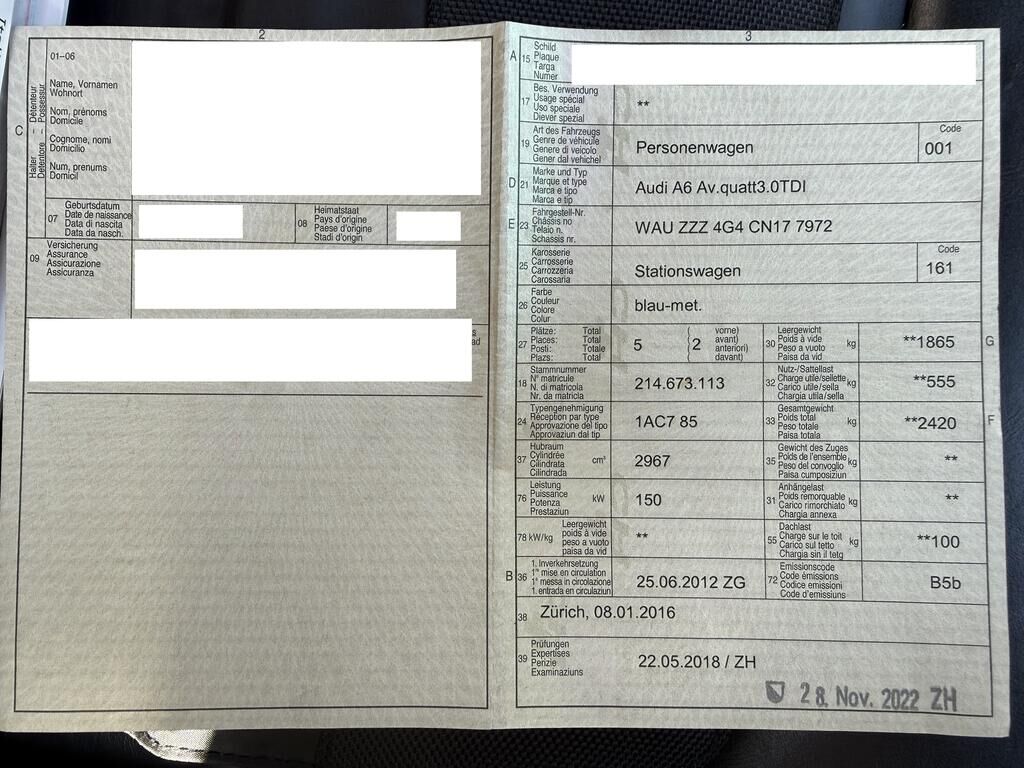 2
C
Halter – Détenteur
Detentore – Possessur
01–06
Name, Vornamen
Wohnort
Nom, prénoms
Domicile
Cognome, nomi
Domicilio
Num, prenums
Domicil
07
Geburtsdatum
Date de naissance
Data di nascita
Data da nasch.
08
Heimatstaat
Pays d'origine
Paese d'origine
Stadi d'origin
09
Versicherung
Assurance
Assicurazione
Assicuranza
3
A 15 Schild
Plaque
Targa
Numer
17 Bes. Verwendung
Usage spécial
Uso speciale
Diever spezial
**
19 Art des Fahrzeugs
Genre de véhicule
Genere di veicolo
Gener dal vehichel
Personenwagen
Code
001
D 21 Marke und Typ
Marque et type
Marca e tipo
Marca e tip
Audi A6 Av.quatt3.0TDI
E 23 Fahrgestell-Nr.
Châssis no
Telaio n.
Schassis nr.
WAU ZZZ 4G4 CN17 7972
25 Karosserie
Carrosserie
Carrozzeria
Carossaria
Stationswagen
Code
161
26 Farbe
Couleur
Colore
Colur
blau-met.
27 Plätze: Total
Places: Total
Posti: Totale
Plazs: Total
5
( vorne)
( avant)
2
( anteriori)
( davant)
30 Leergewicht
Poids à vide
Peso a vuoto
Paisa da vid
kg
**1865
G
18 Stammnummer
N° matricule
N. di matricola
Nr. da matricla
214.673.113
32 Nutz-/Sattellast
Charge utile/sellette
Carico utile/sella
Chargia utila/sella
kg
**555
24 Typengenehmigung
Réception par type
Approvazione del tipo
Approvaziun dal tip
1AC7 85
33 Gesamtgewicht
Poids total
Peso totale
Paisa totala
kg
**2420
F
37 Hubraum
Cylindrée
Cilindrata
Cilindrada
cm³
2967
35 Gewicht des Zuges
Poids de l'ensemble
Peso del convoglio
Paisa cumposiziun
kg
**
76 Leistung
Puissance
Potenza
Prestaziun
kW
150
31 Anhängelast
Poids remorquable
Carico rimorchiato
Chargia annexa
kg
**
78 kW/kg
Leergewicht
poids à vide
peso a vuoto
paisa da vid
**
55 Dachlast
Charge sur le toit
Carico sul tetto
Chargia sin il tetg
kg
**100
B 36 1. Inverkehrsetzung
1re mise en circulation
1a messa in circolazione
1. entrada en circulaziun
25.06.2012 ZG
72 Emissionscode
Code émissions
Codice emissioni
Code d'emissiuns
B5b
38 Zürich, 08.01.2016
39 Prüfungen
Expertises
Perizie
Examinaziuns
22.05.2018 / ZH
28. Nov. 2022 ZH